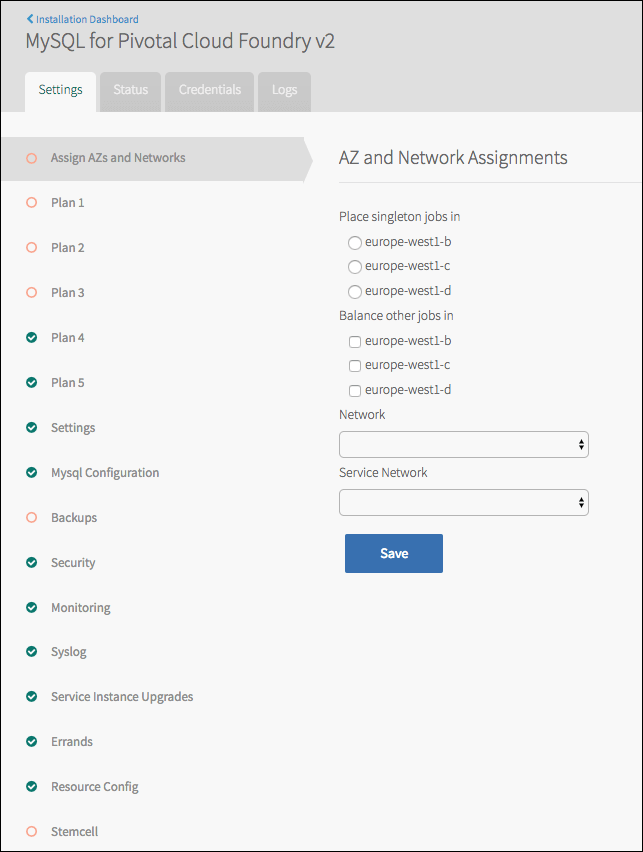 Installation Dashboard
MySQL for Pivotal Cloud Foundry v2
Settings
Status
Credentials
Logs
Assign AZs and Networks
Plan 1
Plan 2
Plan 3
Plan 4
Plan 5
Settings
Mysql Configuration
Backups
Security
Monitoring
Syslog
Service Instance Upgrades
Errands
Resource Config
Stemcell
AZ and Network Assignments
Place singleton jobs in
europe-west1-b
europe-west1-c
europe-west1-d
Balance other jobs in
europe-west1-b
europe-west1-c
europe-west1-d
Network
Service Network
Save